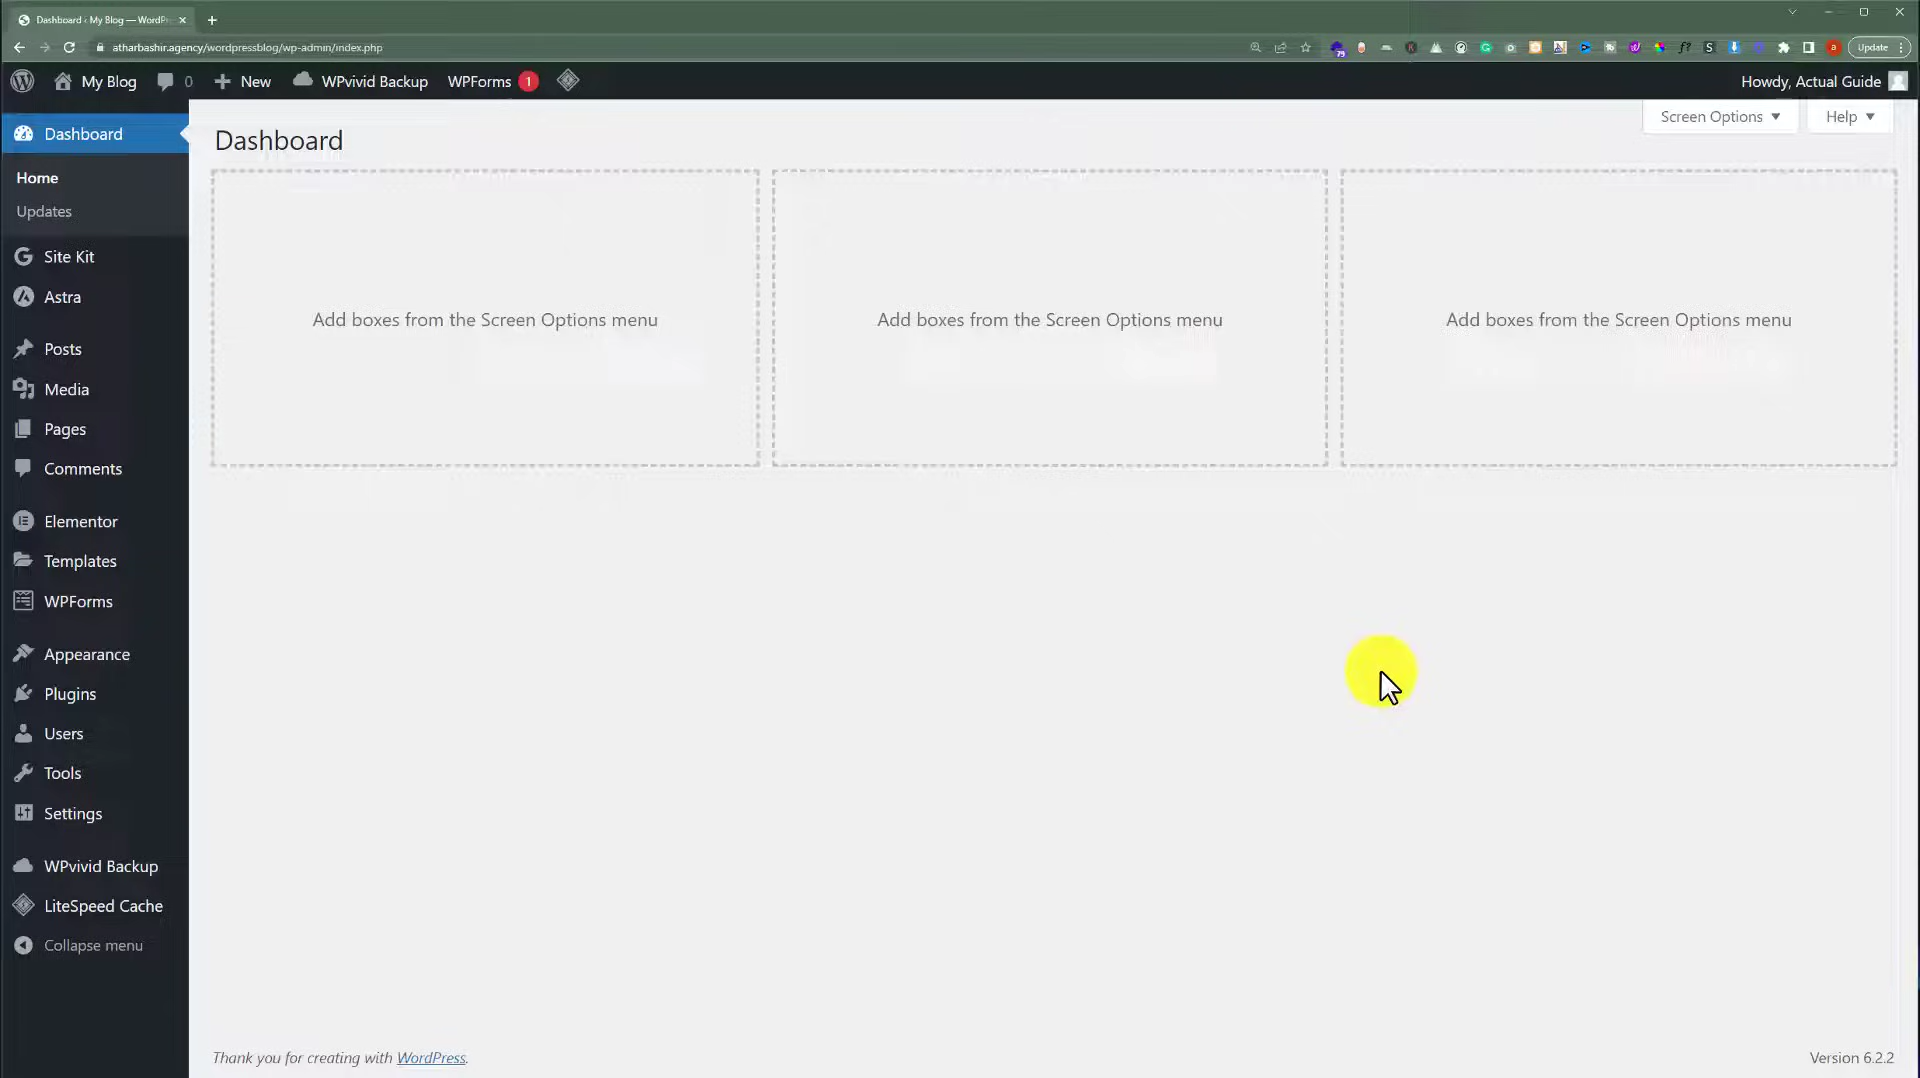 Dashboard ‹ My Blog — WordPr
atharbashir.agency/wordpressblog/wp-admin/index.php
79
a
Update
My Blog
0
New
WPvivid Backup
WPForms
1
Howdy, Actual Guide
Screen Options
Help
Dashboard
Home
Updates
Site Kit
Astra
Posts
Media
Pages
Comments
Elementor
Templates
WPForms
Appearance
Plugins
Users
Tools
Settings
WPvivid Backup
LiteSpeed Cache
Collapse menu
Dashboard
Add boxes from the Screen Options menu
Add boxes from the Screen Options menu
Add boxes from the Screen Options menu
Thank you for creating with WordPress.
Version 6.2.2